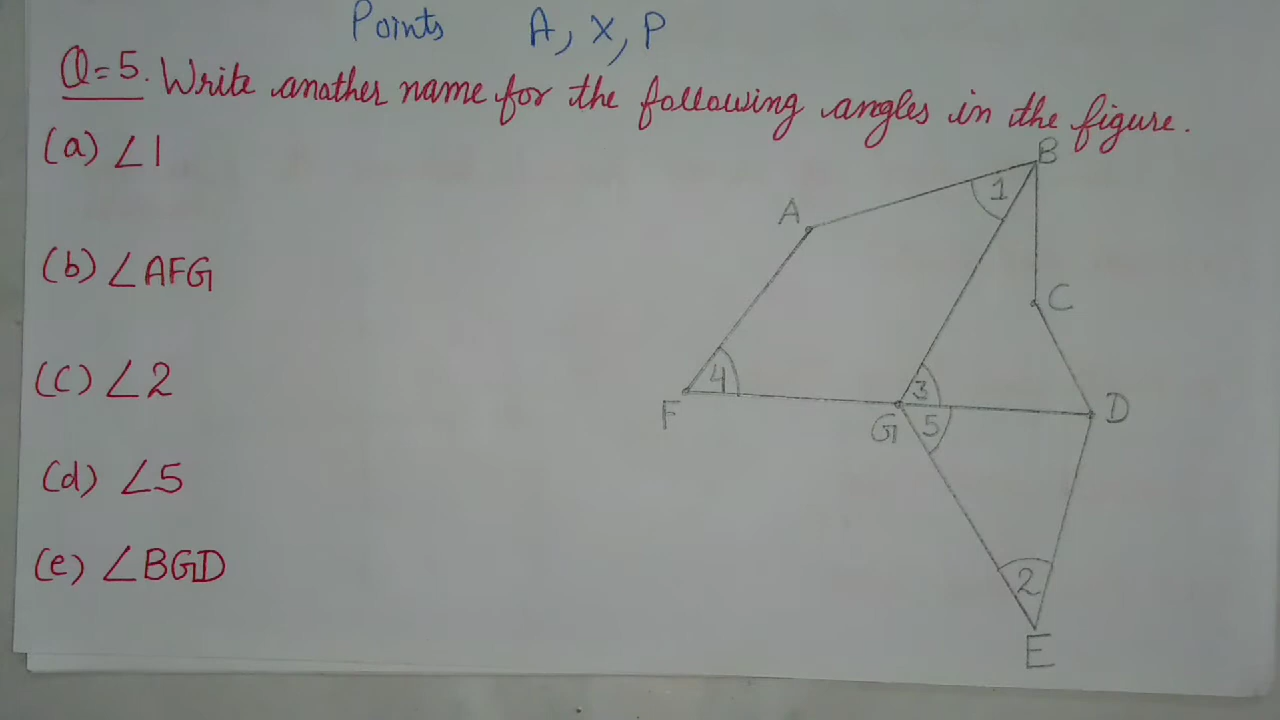 Points A, X, P
Q=5. Write another name for the following angles in the figure.
(a) ∠1
(b) ∠AFG
(c) ∠2
(d) ∠5
(e) ∠BGD
B
1
A
C
4
3
F
G
5
D
2
E